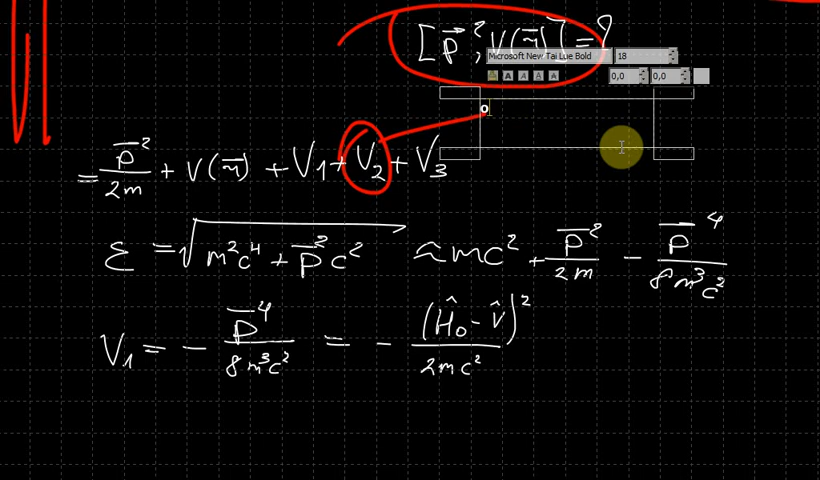 [p⃗², V(r̅)] = ?
Microsoft New Tai Lue Bold 18
A A A A A 0,0 0,0
o
= p̅²/2m + V(r̅) + V1 + V2 + V3
ε = √(m²c⁴ + p̅²c²) ≈ mc² + p̅²/2m − p̅⁴/8m³c²
V1 = − p̅⁴/8m³c² = − (Ĥ₀ − V̂)²/2mc²